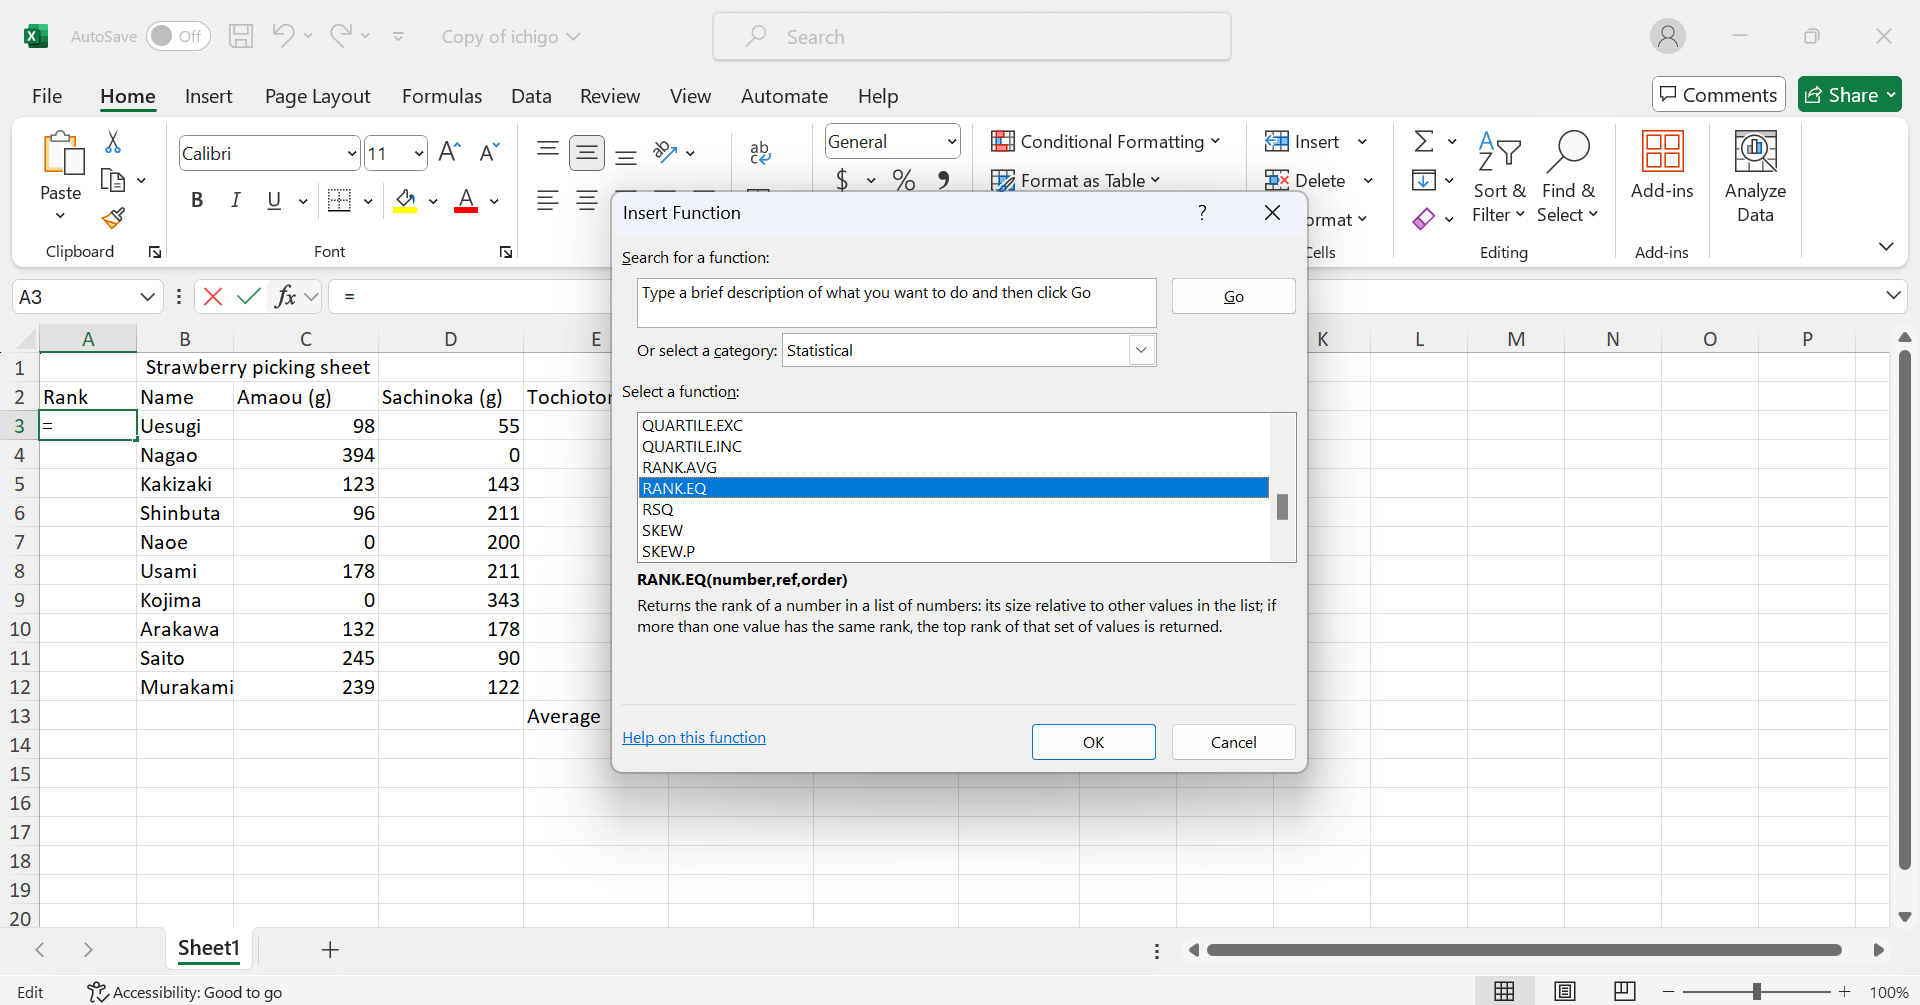 AutoSave Off Copy of ichigo Search
File Home Insert Page Layout Formulas Data Review View Automate Help Comments Share
Paste
Clipboard
Calibri 11
B I U A
Font
ab
General
$ % ,
Conditional Formatting
Format as Table
Insert
Delete
ormat
Cells
Sort & Filter
Find & Select
Editing
Add-ins
Add-ins
Analyze Data
A3 fx =
Insert Function ?
Search for a function:
Type a brief description of what you want to do and then click Go
Go
Or select a category: Statistical
Select a function:
QUARTILE.EXC
QUARTILE.INC
RANK.AVG
RANK.EQ
RSQ
SKEW
SKEW.P
RANK.EQ(number,ref,order)
Returns the rank of a number in a list of numbers: its size relative to other values in the list; if
more than one value has the same rank, the top rank of that set of values is returned.
Help on this function OK Cancel
A B C D E K L M N O P
1 Strawberry picking sheet
2 Rank Name Amaou (g) Sachinoka (g) Tochioto
3 = Uesugi 98 55
4 Nagao 394 0
5 Kakizaki 123 143
6 Shinbuta 96 211
7 Naoe 0 200
8 Usami 178 211
9 Kojima 0 343
10 Arakawa 132 178
11 Saito 245 90
12 Murakami 239 122
13 Average
14
15
16
17
18
19
20
Sheet1
Edit Accessibility: Good to go 100%